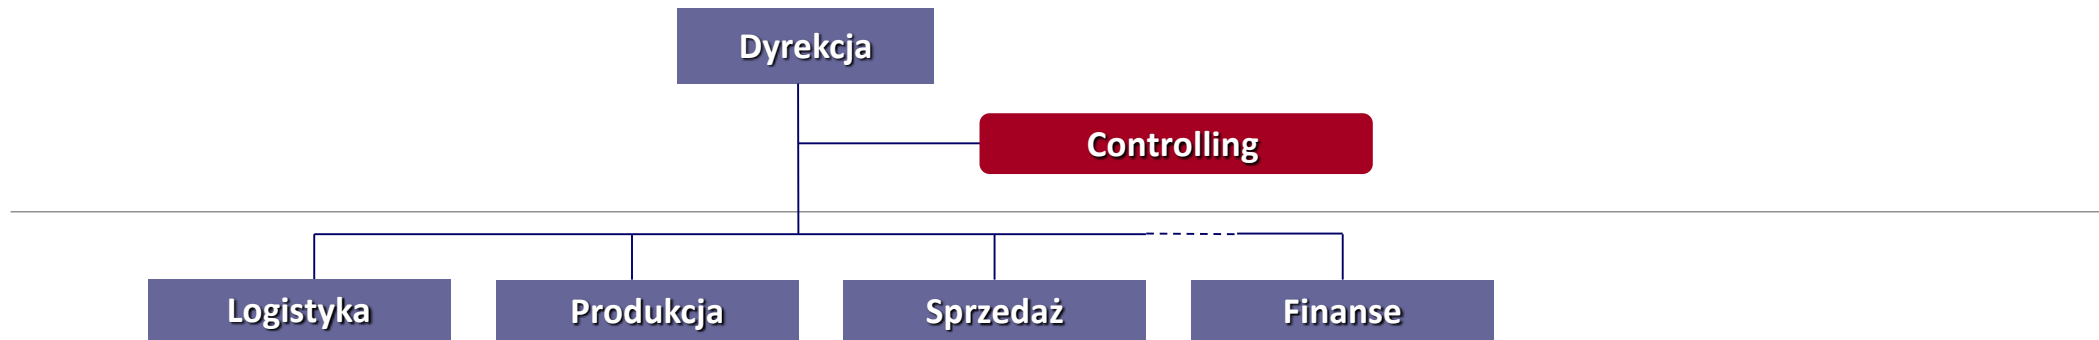 Dyrekcja
Controlling
Logistyka
Produkcja
Sprzedaż
Finanse